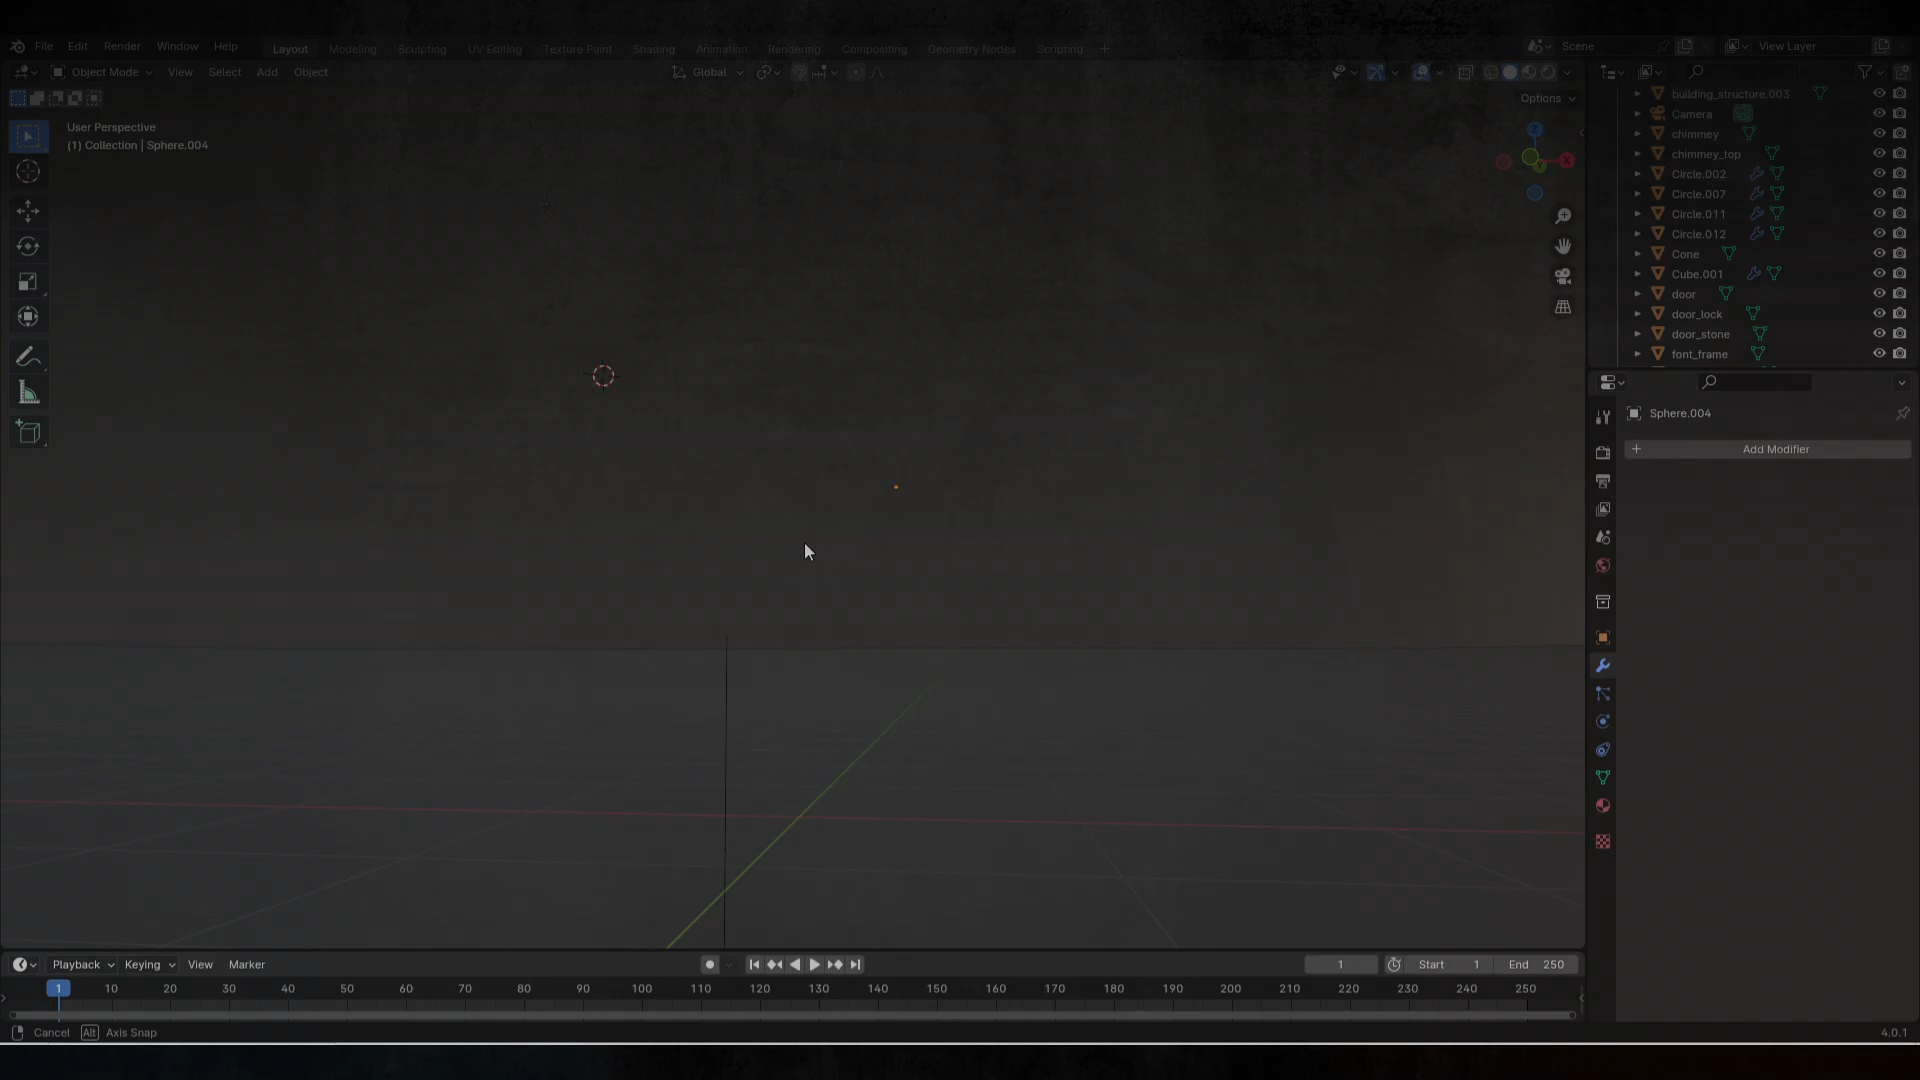 File Edit Render Window Help
Layout Modeling Sculpting UV Editing Texture Paint Shading Animation Rendering Compositing Geometry Nodes Scripting +
Scene
View Layer
Object Mode View Select Add Object
Global
Options
User Perspective
(1) Collection | Sphere.004
Z
X
building_structure.003
Camera
chimmey
chimmey_top
Circle.002
Circle.007
Circle.011
Circle.012
Cone
Cube.001
door
door_lock
door_stone
font_frame
Sphere.004
+ Add Modifier
Playback Keying View Marker
1
Start 1
End 250
1 10 20 30 40 50 60 70 80 90 100 110 120 130 140 150 160 170 180 190 200 210 220 230 240 250
Cancel Alt Axis Snap
4.0.1